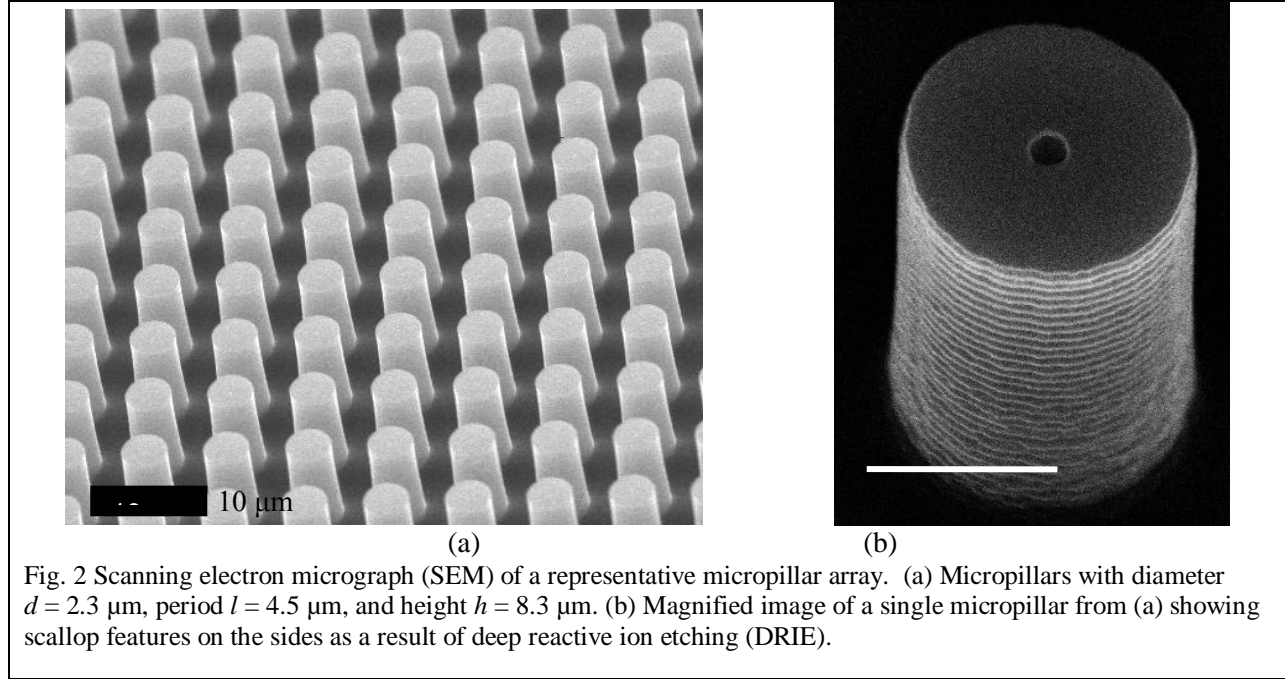 10 µm
(a) (b)
Fig. 2 Scanning electron micrograph (SEM) of a representative micropillar array. (a) Micropillars with diameter
d = 2.3 µm, period l = 4.5 µm, and height h = 8.3 µm. (b) Magnified image of a single micropillar from (a) showing
scallop features on the sides as a result of deep reactive ion etching (DRIE).